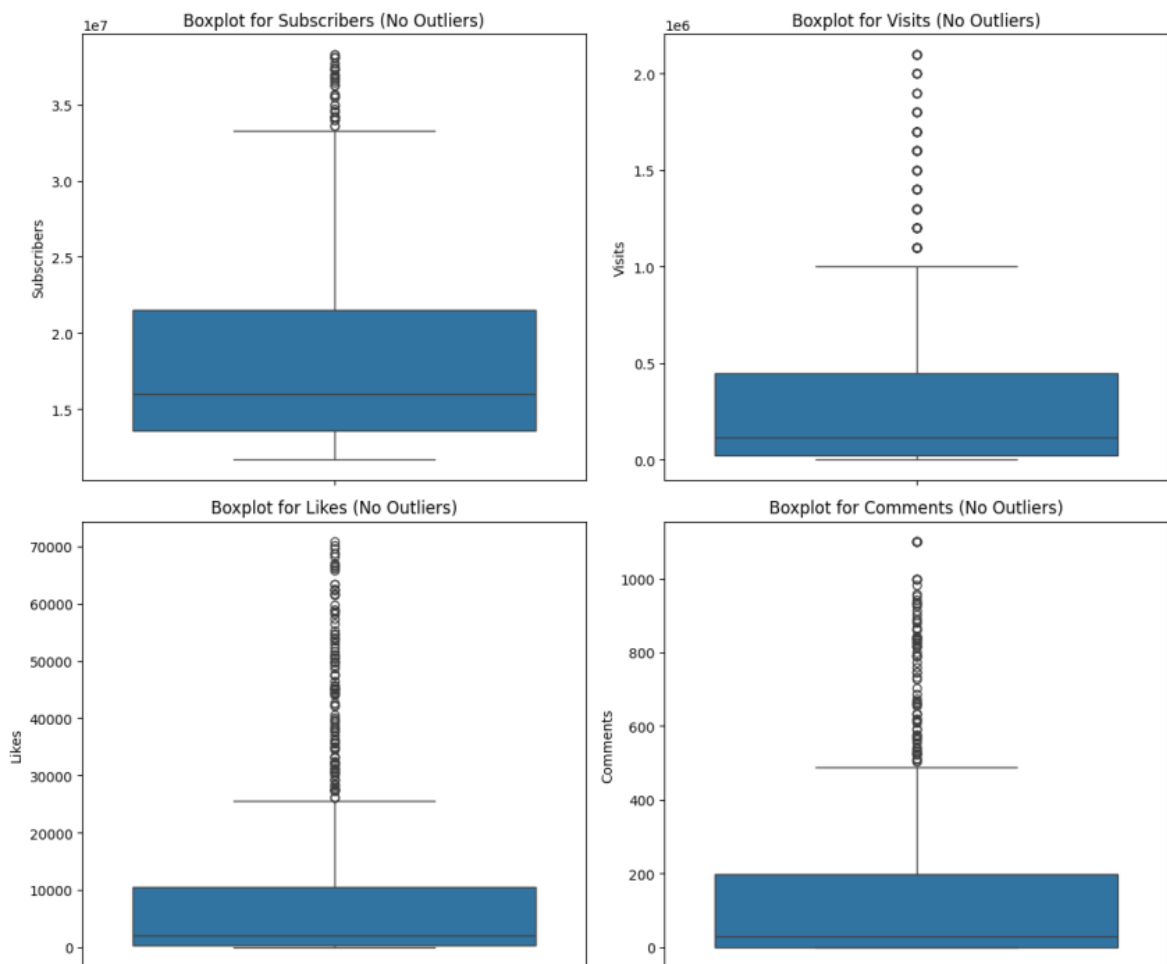 Boxplot for Subscribers (No Outliers)
1e7
3.5
3.0
2.5
2.0
1.5
Subscribers
Boxplot for Visits (No Outliers)
1e6
2.0
1.5
1.0
0.5
0.0
Visits
Boxplot for Likes (No Outliers)
70000
60000
50000
40000
30000
20000
10000
0
Likes
Boxplot for Comments (No Outliers)
1000
800
600
400
200
0
Comments